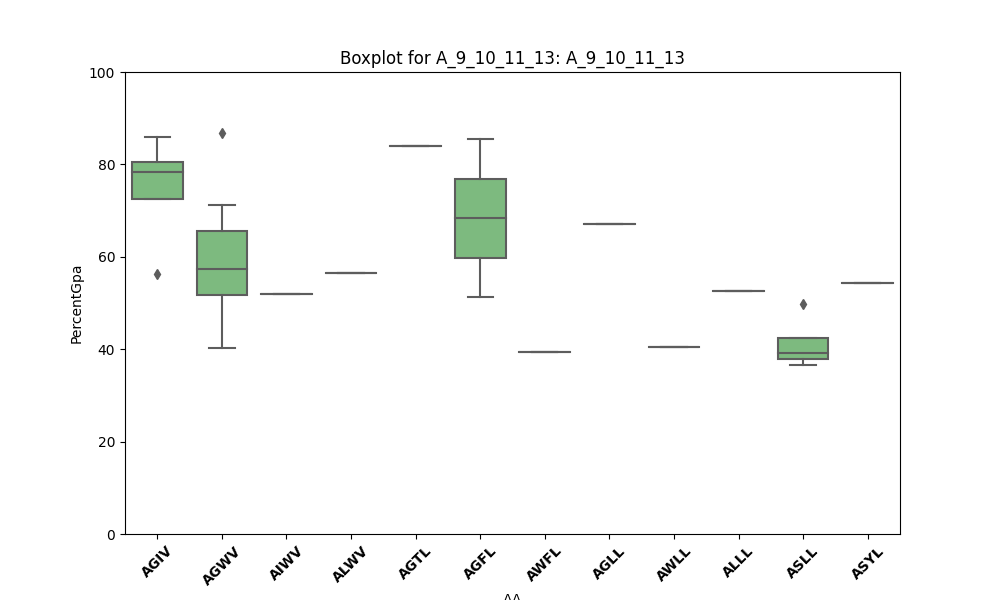 Boxplot for A_9_10_11_13: A_9_10_11_13
PercentGpa
100
80
60
40
20
0
AGIV AGWV AIWV ALWV AGTL AGFL AWFL AGLL AWLL ALLL ASLL ASYL
AA